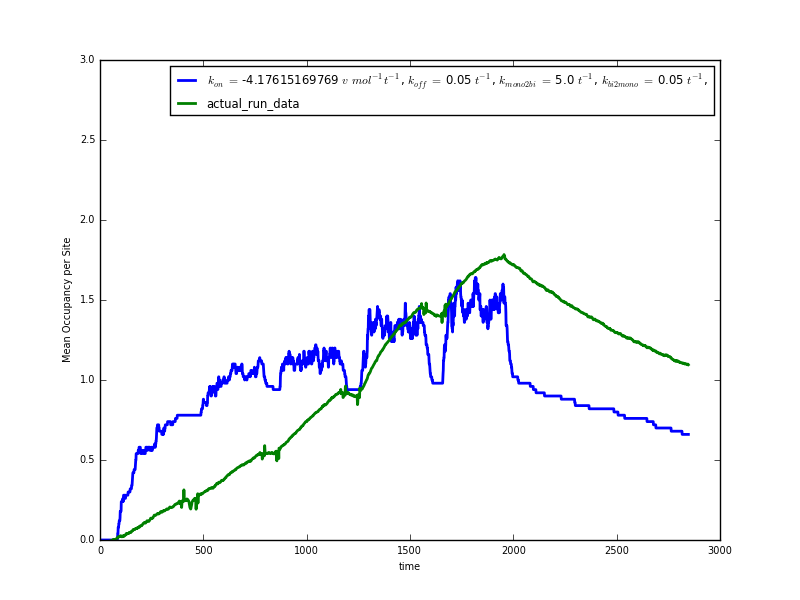 k_on = -4.17615169769 v mol⁻¹t⁻¹, k_off = 0.05 t⁻¹, k_mono2bi = 5.0 t⁻¹, k_bi2mono = 0.05 t⁻¹,
actual_run_data
3.0
2.5
2.0
1.5
1.0
0.5
0.0
Mean Occupancy per Site
0 500 1000 1500 2000 2500 3000
time